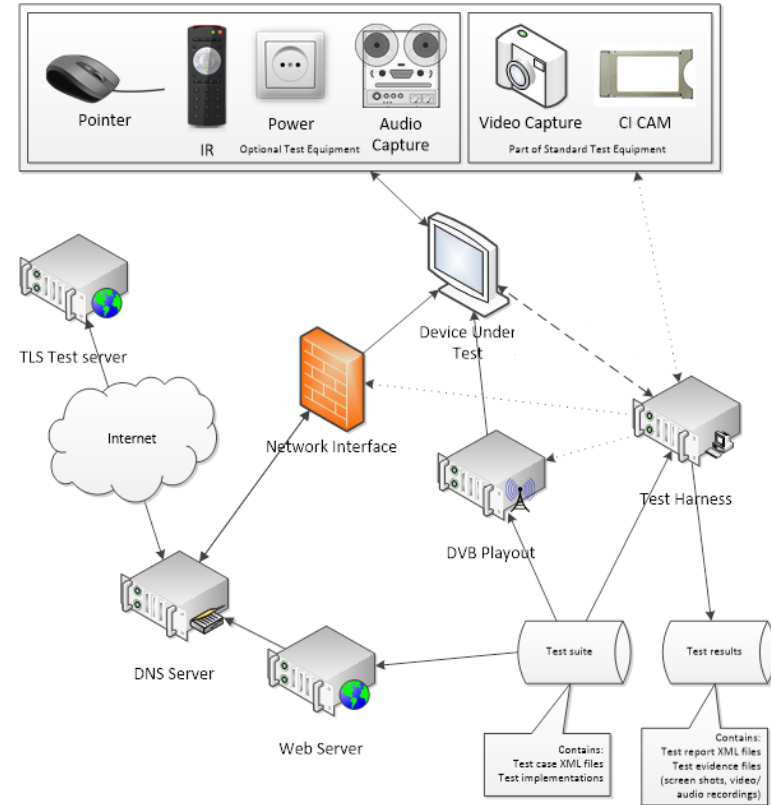 Pointer
IR
Power
Optional Test Equipment
Audio
Capture
Video Capture
CI CAM
Part of Standard Test Equipment
TLS Test server
Device Under
Test
Internet
Network Interface
Test Harness
DVB Playout
DNS Server
Test suite
Test results
Web Server
Contains:
Test case XML files
Test implementations
Contains:
Test report XML files
Test evidence files
(screen shots, video/
audio recordings)